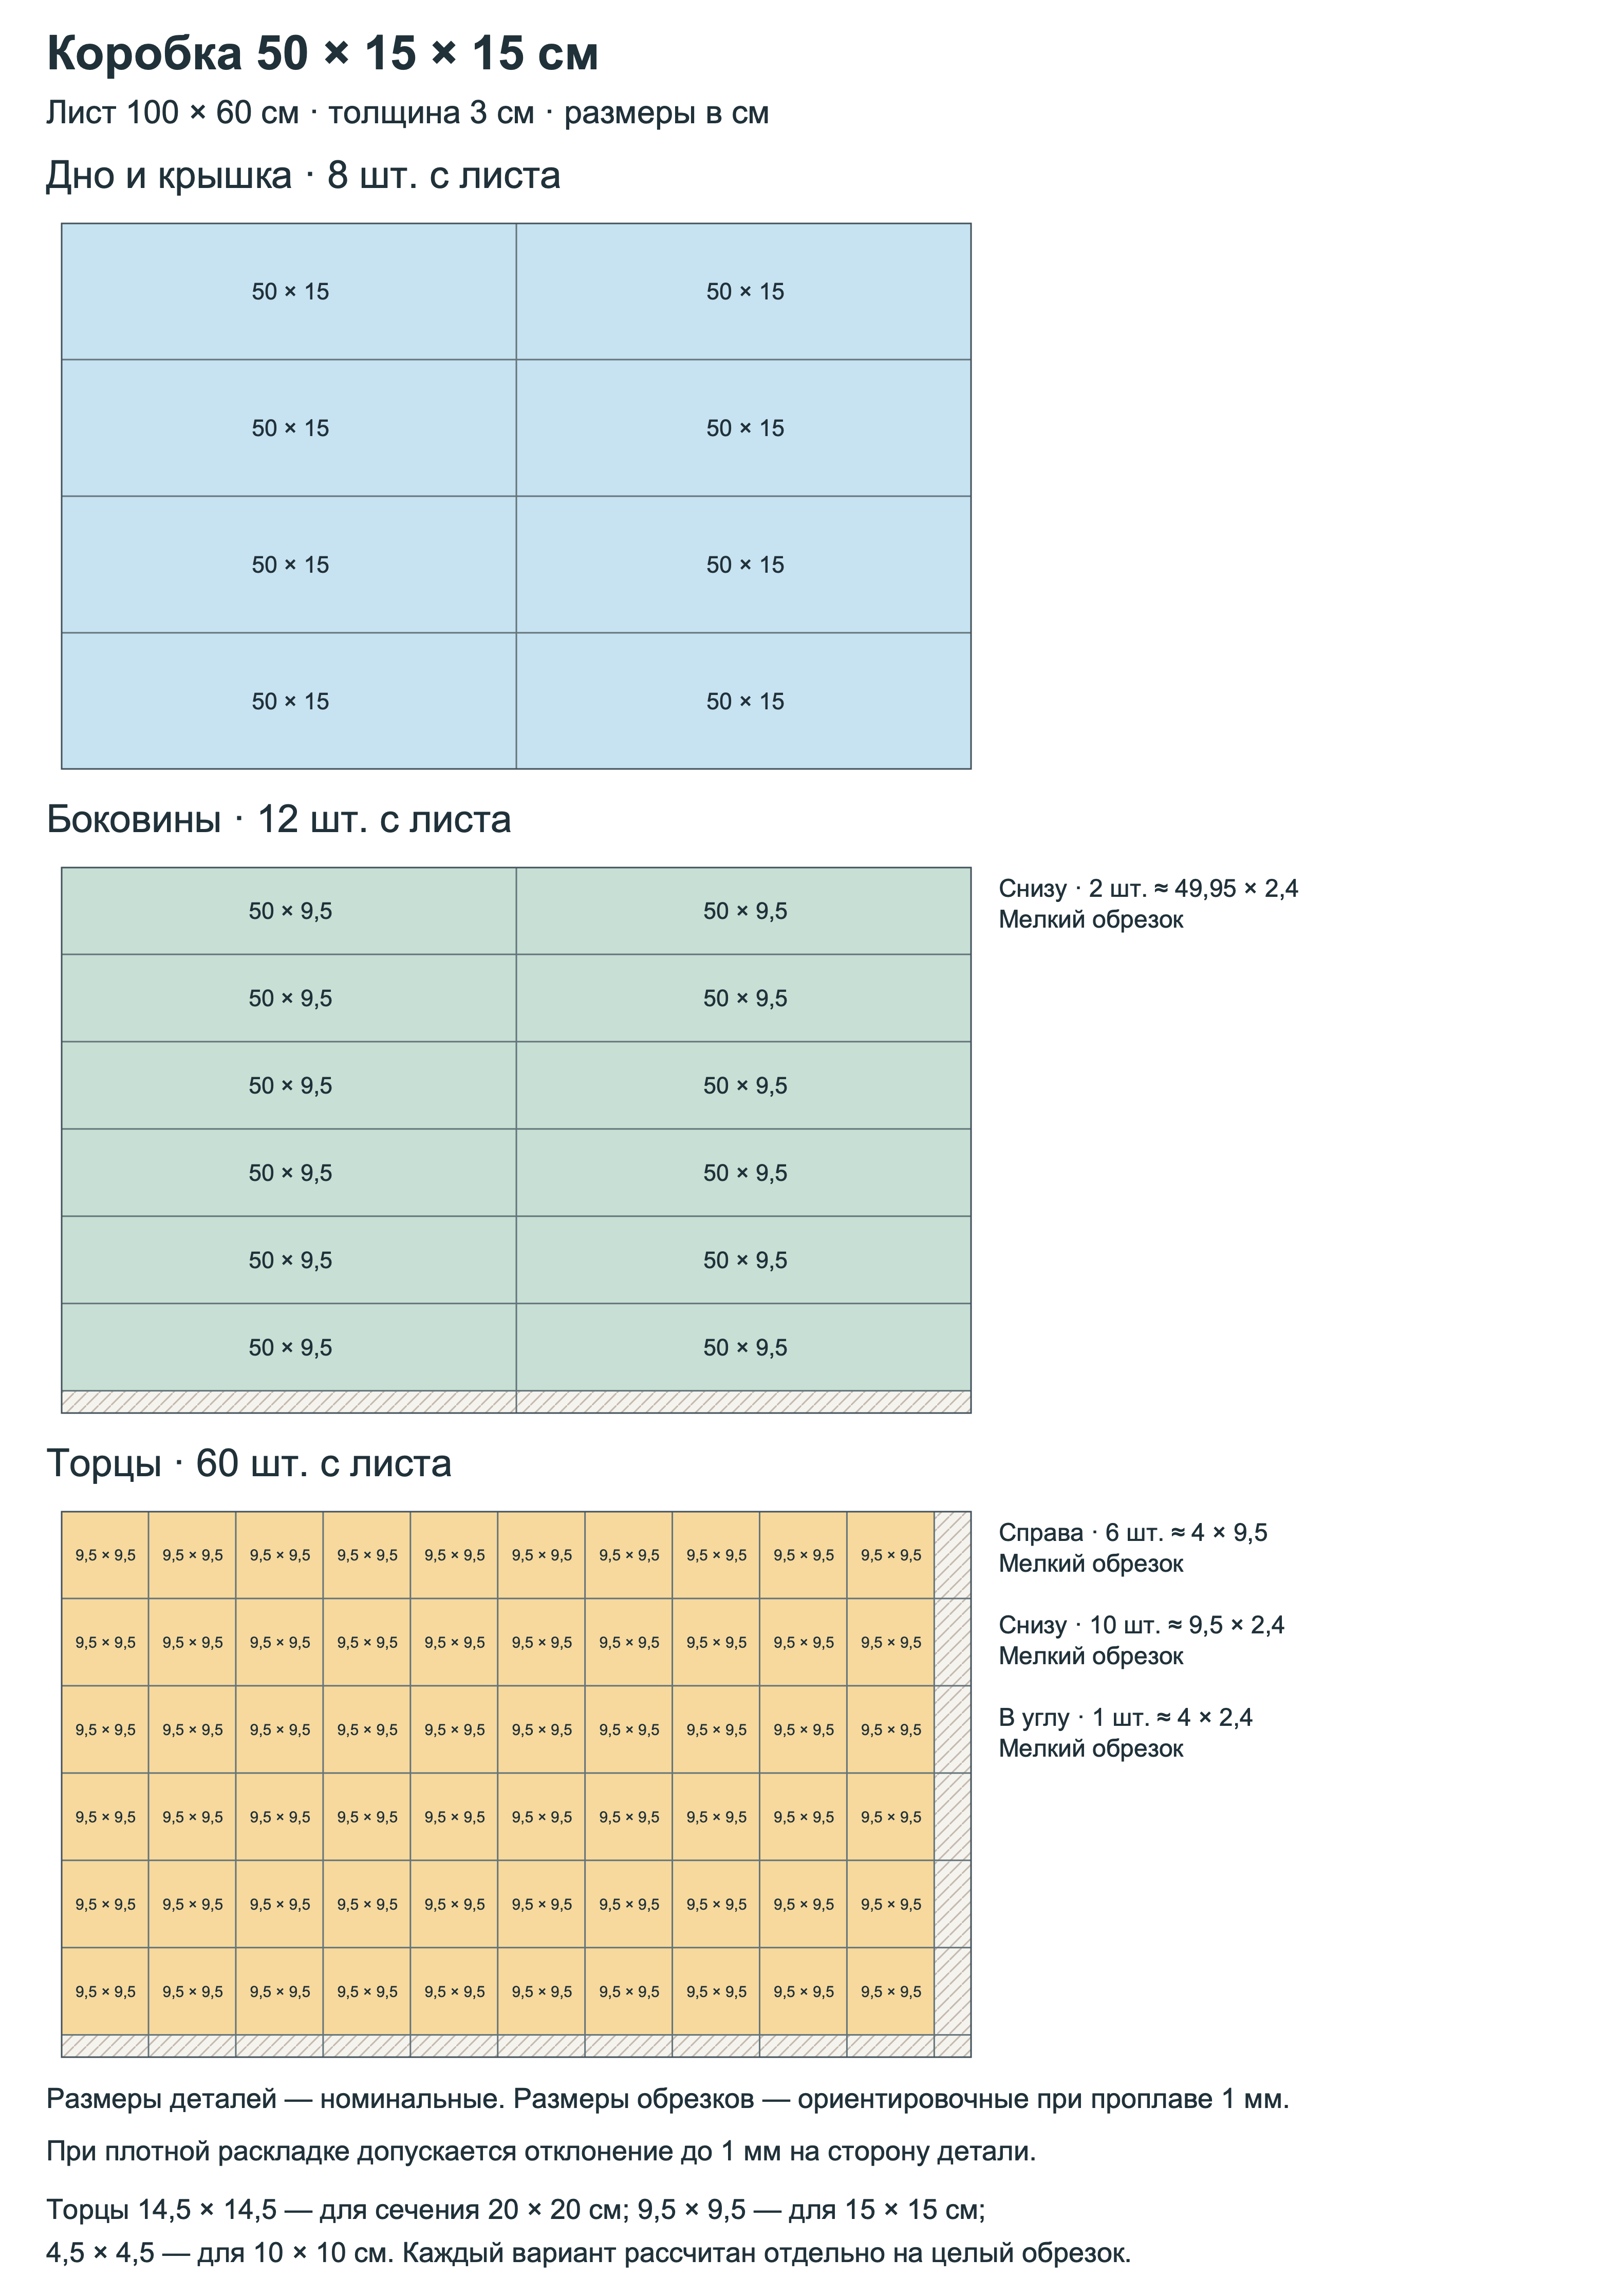 Коробка 50 × 15 × 15 см
Лист 100 × 60 см · толщина 3 см · размеры в см
Дно и крышка · 8 шт. с листа
50 × 15
50 × 15
50 × 15
50 × 15
50 × 15
50 × 15
50 × 15
50 × 15
Боковины · 12 шт. с листа
50 × 9,5
50 × 9,5
50 × 9,5
50 × 9,5
50 × 9,5
50 × 9,5
50 × 9,5
50 × 9,5
50 × 9,5
50 × 9,5
50 × 9,5
50 × 9,5
Снизу · 2 шт. ≈ 49,95 × 2,4
Мелкий обрезок
Торцы · 60 шт. с листа
9,5 × 9,5 9,5 × 9,5 9,5 × 9,5 9,5 × 9,5 9,5 × 9,5 9,5 × 9,5 9,5 × 9,5 9,5 × 9,5 9,5 × 9,5 9,5 × 9,5
9,5 × 9,5 9,5 × 9,5 9,5 × 9,5 9,5 × 9,5 9,5 × 9,5 9,5 × 9,5 9,5 × 9,5 9,5 × 9,5 9,5 × 9,5 9,5 × 9,5
9,5 × 9,5 9,5 × 9,5 9,5 × 9,5 9,5 × 9,5 9,5 × 9,5 9,5 × 9,5 9,5 × 9,5 9,5 × 9,5 9,5 × 9,5 9,5 × 9,5
9,5 × 9,5 9,5 × 9,5 9,5 × 9,5 9,5 × 9,5 9,5 × 9,5 9,5 × 9,5 9,5 × 9,5 9,5 × 9,5 9,5 × 9,5 9,5 × 9,5
9,5 × 9,5 9,5 × 9,5 9,5 × 9,5 9,5 × 9,5 9,5 × 9,5 9,5 × 9,5 9,5 × 9,5 9,5 × 9,5 9,5 × 9,5 9,5 × 9,5
9,5 × 9,5 9,5 × 9,5 9,5 × 9,5 9,5 × 9,5 9,5 × 9,5 9,5 × 9,5 9,5 × 9,5 9,5 × 9,5 9,5 × 9,5 9,5 × 9,5
Справа · 6 шт. ≈ 4 × 9,5
Мелкий обрезок
Снизу · 10 шт. ≈ 9,5 × 2,4
Мелкий обрезок
В углу · 1 шт. ≈ 4 × 2,4
Мелкий обрезок
Размеры деталей — номинальные. Размеры обрезков — ориентировочные при проплаве 1 мм.
При плотной раскладке допускается отклонение до 1 мм на сторону детали.
Торцы 14,5 × 14,5 — для сечения 20 × 20 см; 9,5 × 9,5 — для 15 × 15 см;
4,5 × 4,5 — для 10 × 10 см. Каждый вариант рассчитан отдельно на целый обрезок.